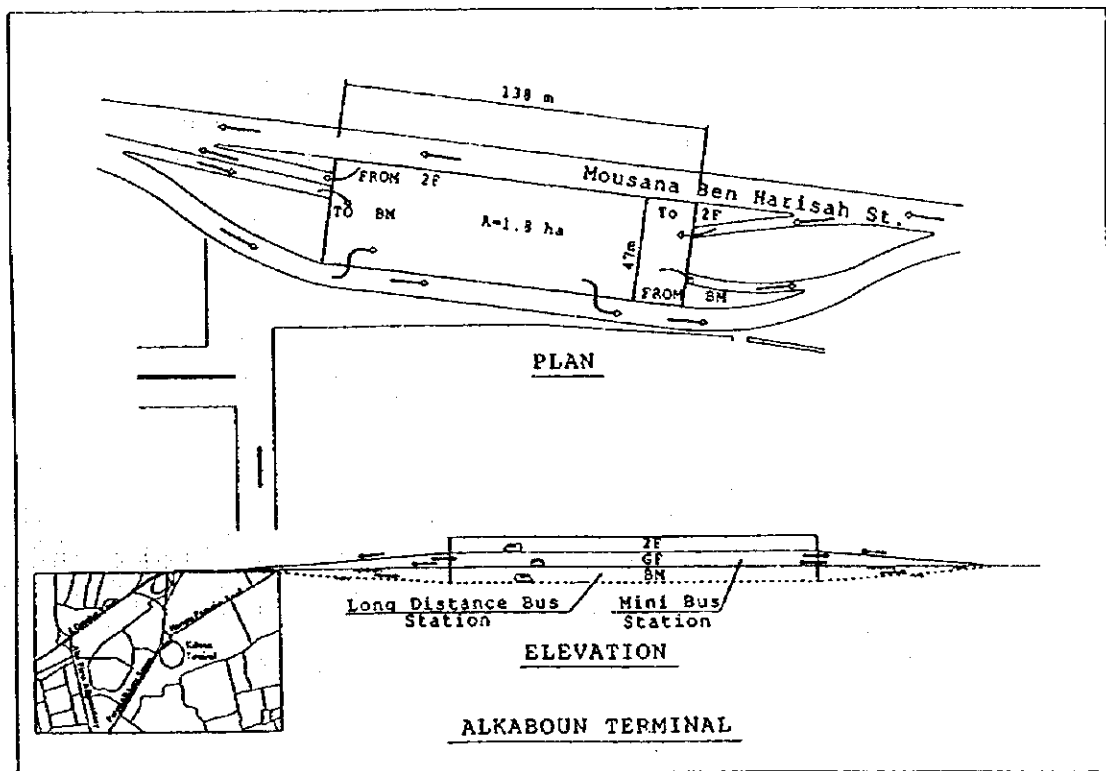 138 m
Mousana Ben Harisah St.
FROM 2F
TO BM
A=1.8 ha
TO 2F
47m
FROM BM
PLAN
2F
GF
BM
Long Distance Bus
Station
Mini Bus
Station
ELEVATION
ALKABOUN TERMINAL